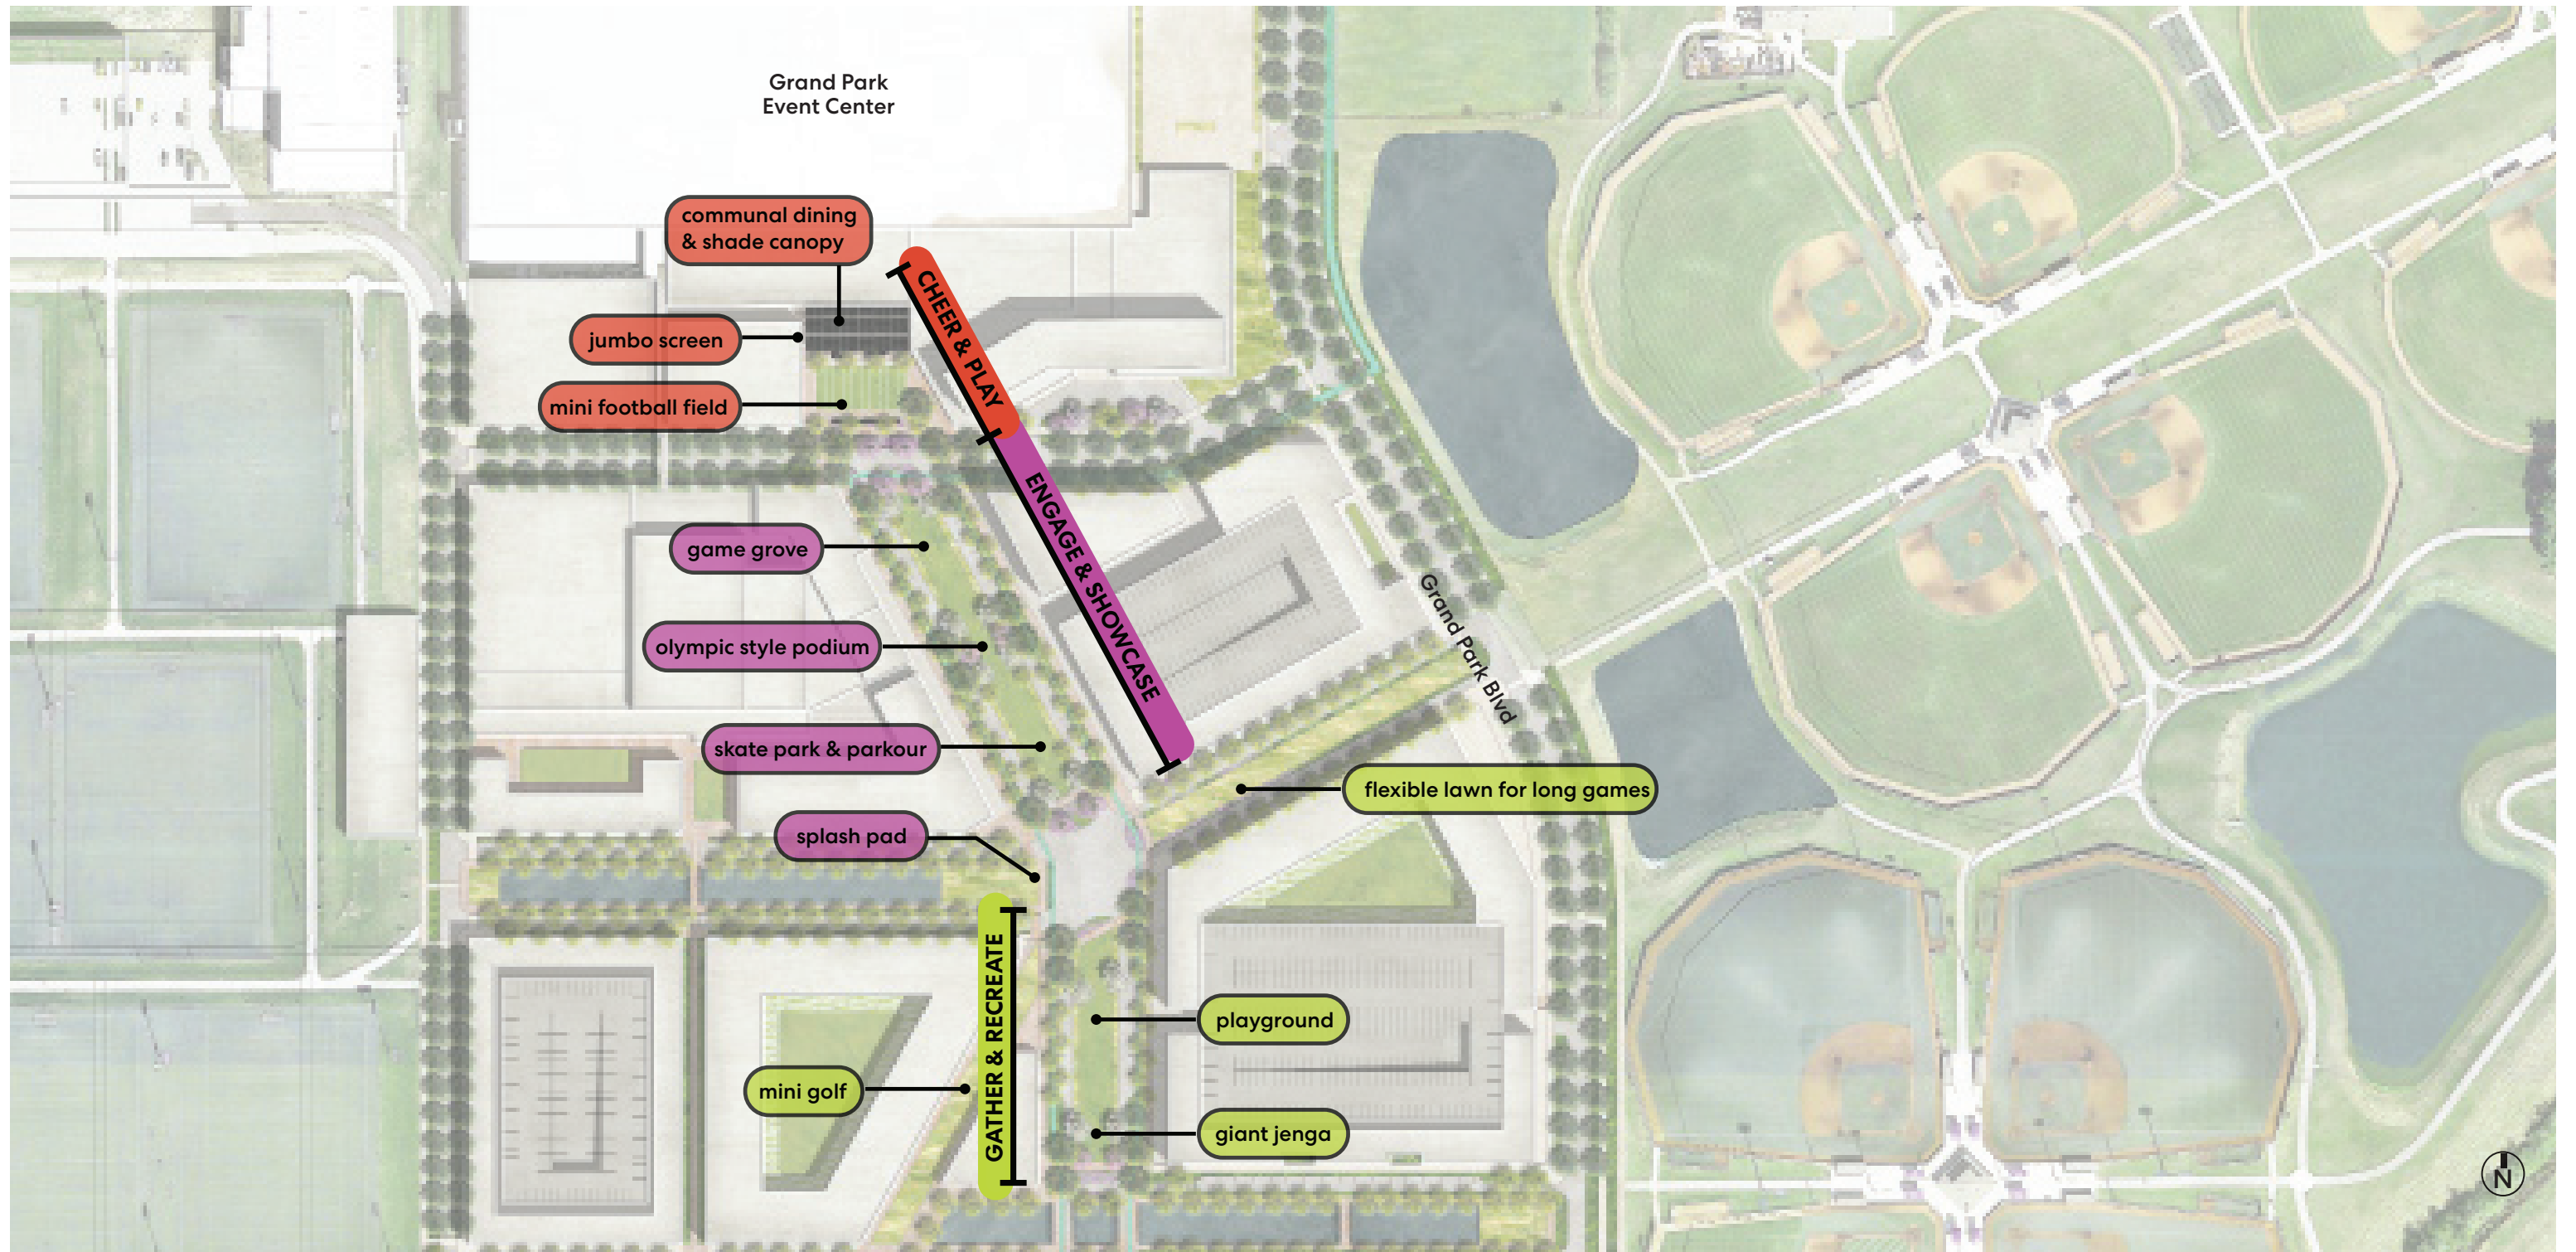 Grand Park
Event Center
communal dining
& shade canopy
CHEER & PLAY
jumbo screen
mini football field
ENGAGE & SHOWCASE
game grove
olympic style podium
Grand Park Blvd
skate park & parkour
flexible lawn for long games
splash pad
GATHER & RECREATE
playground
mini golf
giant jenga
N